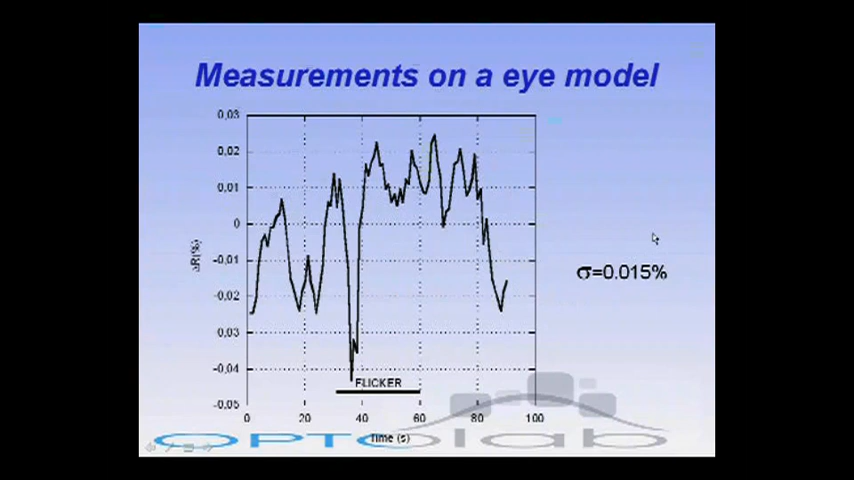 Measurements on a eye model
0,03
0,02
0,01
0
-0,01
-0,02
-0,03
-0,04
-0,05
ΔR(%)
σ=0.015%
FLICKER
0 20 40 60 80 100
Time (s)
OPTOlab